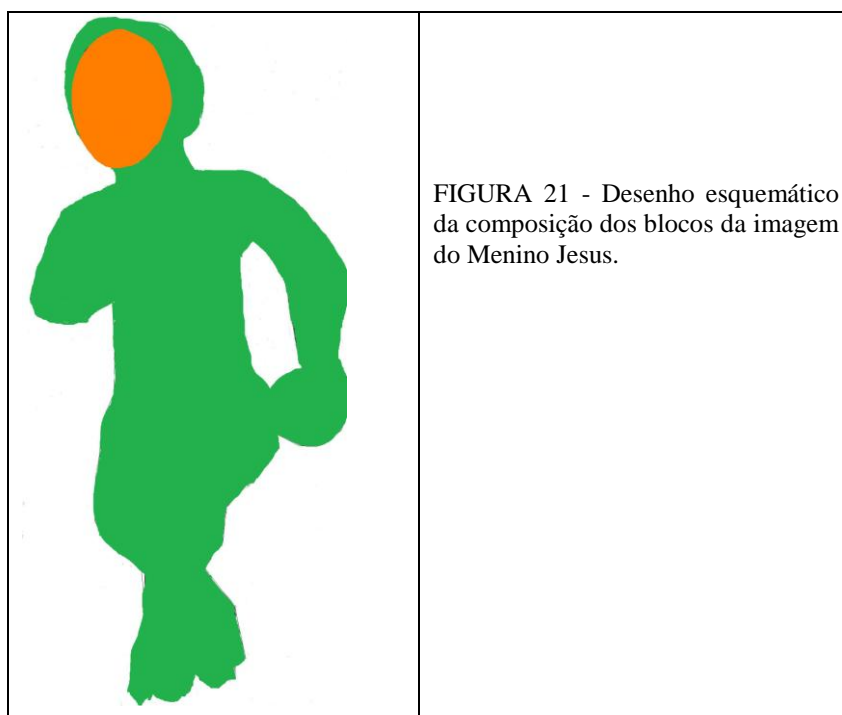 FIGURA 21 - Desenho esquemático
da composição dos blocos da imagem
do Menino Jesus.